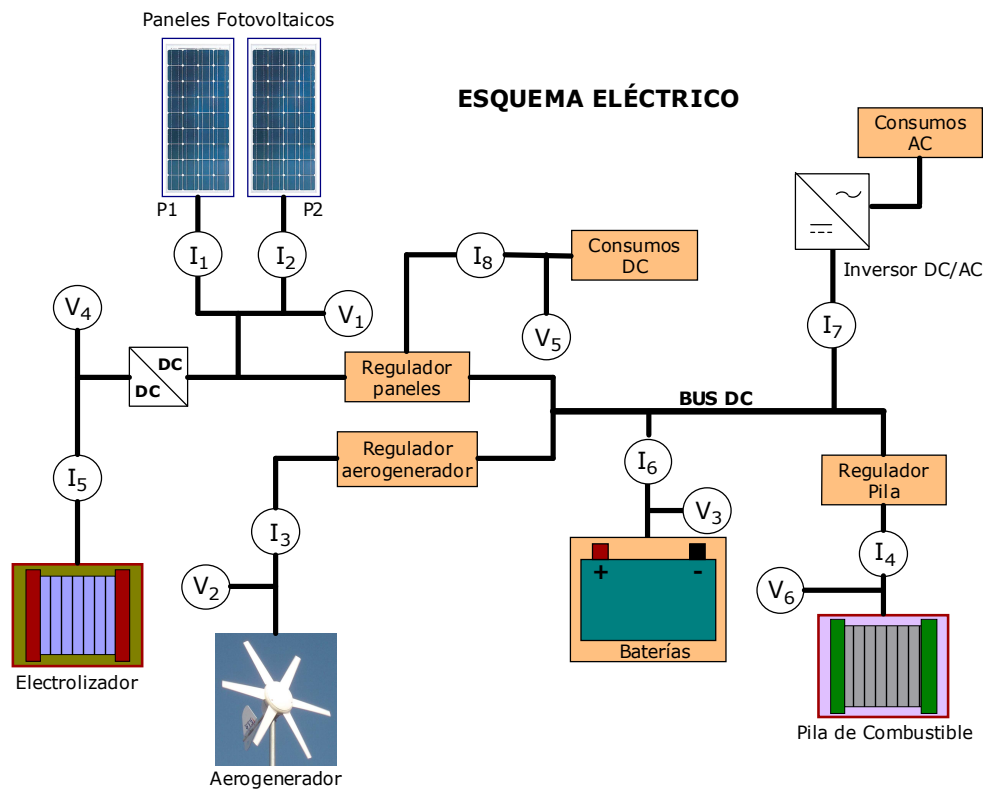 Paneles Fotovoltaicos
ESQUEMA ELÉCTRICO
Consumos
AC
P1
P2
I1
I2
I8
Consumos
DC
Inversor DC/AC
V4
V1
V5
I7
DC
DC
Regulador
paneles
BUS DC
Regulador
aerogenerador
I6
Regulador
Pila
I5
V3
I3
I4
V2
V6
+
-
Baterías
Electrolizador
Pila de Combustible
Aerogenerador